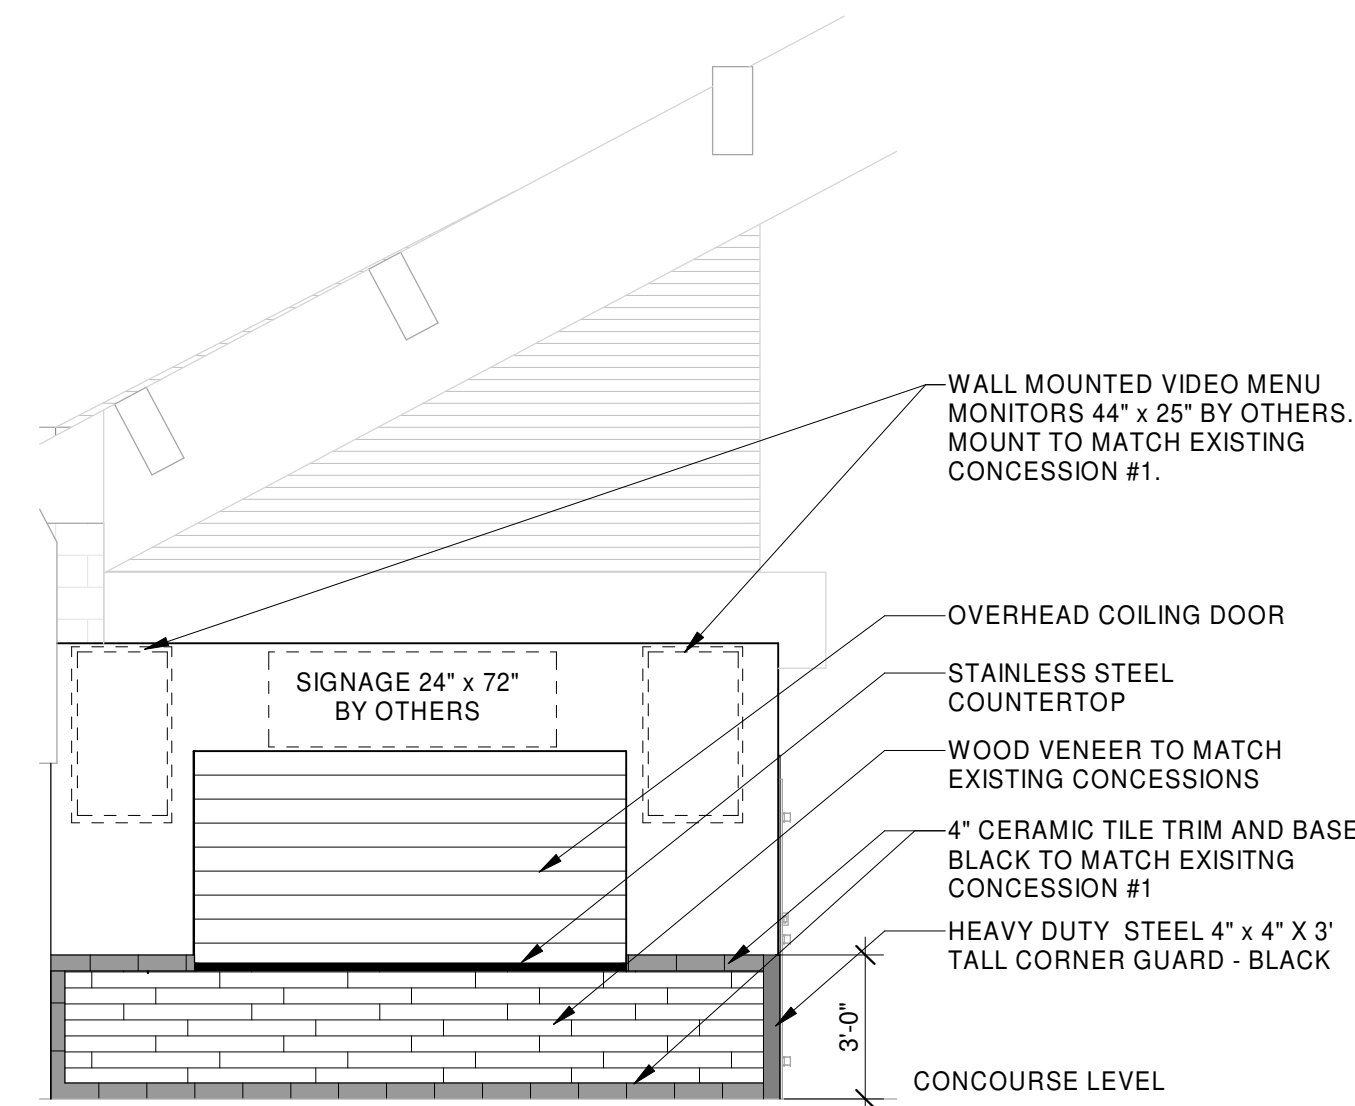 WALL MOUNTED VIDEO MENU
MONITORS 44" x 25" BY OTHERS.
MOUNT TO MATCH EXISTING
CONCESSION #1.
OVERHEAD COILING DOOR
SIGNAGE 24" x 72"
BY OTHERS
STAINLESS STEEL
COUNTERTOP
WOOD VENEER TO MATCH
EXISTING CONCESSIONS
4" CERAMIC TILE TRIM AND BASE
BLACK TO MATCH EXISITNG
CONCESSION #1
HEAVY DUTY STEEL 4" x 4" X 3'
TALL CORNER GUARD - BLACK
3'-0"
CONCOURSE LEVEL